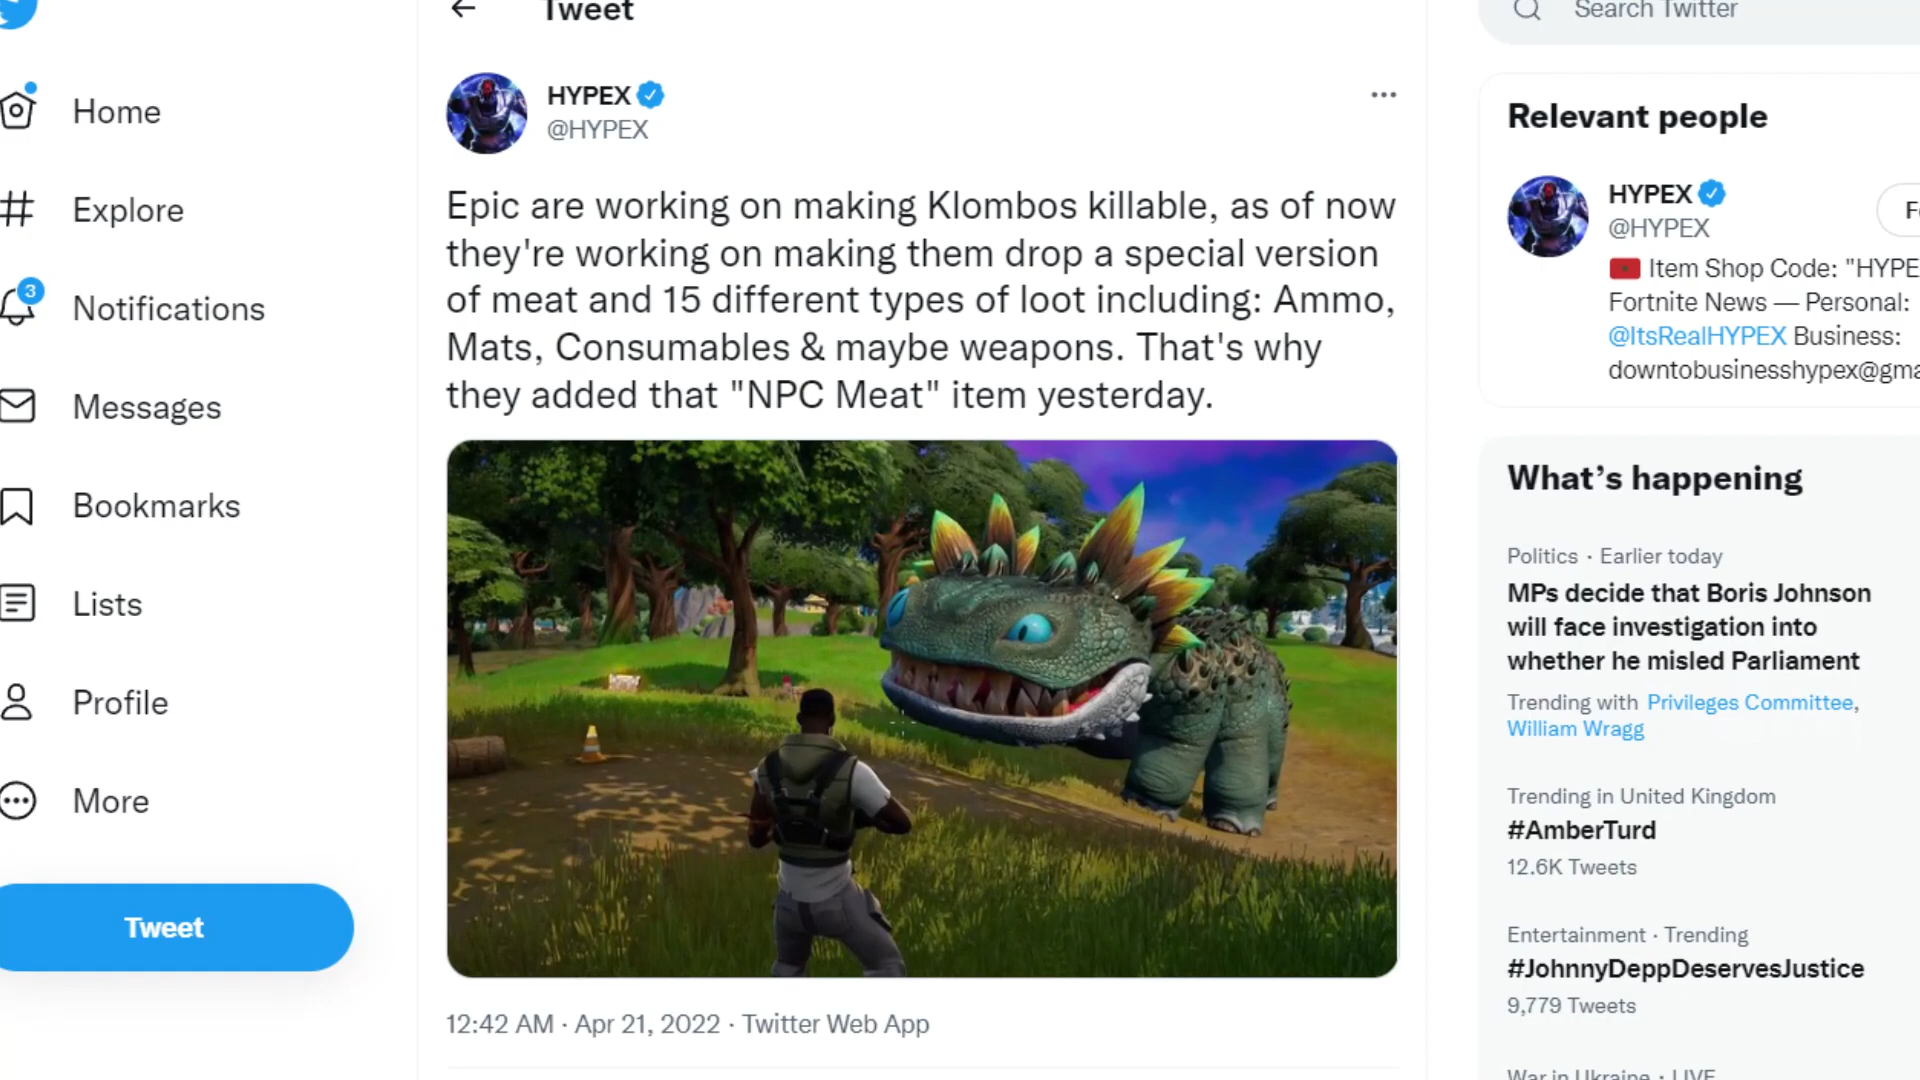 Tweet
Search Twitter
Home
Explore
3
Notifications
Messages
Bookmarks
Lists
Profile
More
Tweet
HYPEX
@HYPEX
Epic are working on making Klombos killable, as of now
they're working on making them drop a special version
of meat and 15 different types of loot including: Ammo,
Mats, Consumables & maybe weapons. That's why
they added that "NPC Meat" item yesterday.
12:42 AM · Apr 21, 2022 · Twitter Web App
Relevant people
HYPEX
@HYPEX
Item Shop Code: "HYPE
Fortnite News — Personal:
@ItsRealHYPEX Business:
downtobusinesshypex@gma
What's happening
Politics · Earlier today
MPs decide that Boris Johnson
will face investigation into
whether he misled Parliament
Trending with Privileges Committee,
William Wragg
Trending in United Kingdom
#AmberTurd
12.6K Tweets
Entertainment · Trending
#JohnnyDeppDeservesJustice
9,779 Tweets
War in Ukraine · LIVE